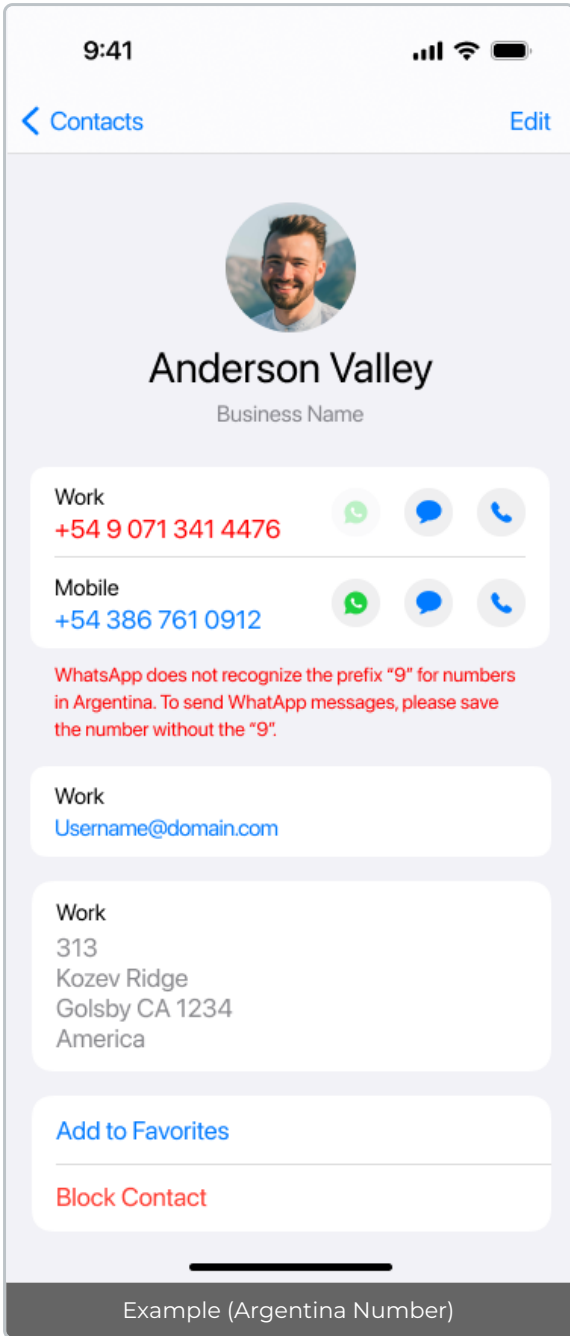 9:41
Contacts
Edit
Anderson Valley
Business Name
Work
+54 9 071 341 4476
Mobile
+54 386 761 0912
WhatsApp does not recognize the prefix “9” for numbers
in Argentina. To send WhatApp messages, please save
the number without the “9”.
Work
Username@domain.com
Work
313
Kozev Ridge
Golsby CA 1234
America
Add to Favorites
Block Contact
Example (Argentina Number)